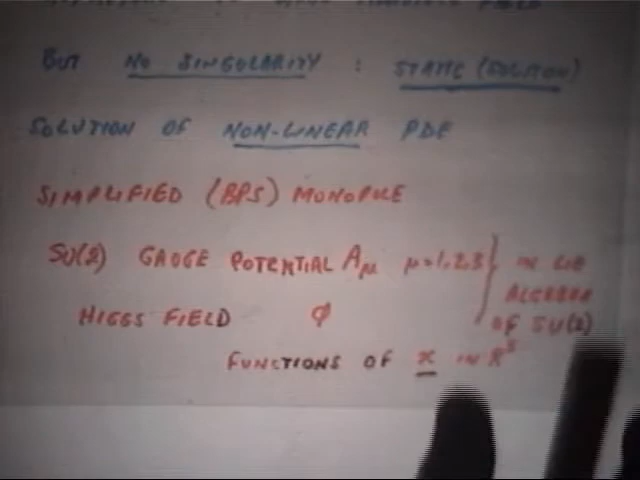 BUT NO SINGULARITY : STATIC (SOLITON)
SOLUTION OF NON-LINEAR PDE
SIMPLIFIED (BPS) MONOPOLE
SU(2) GAUGE POTENTIAL Aμ μ=1,2,3 } IN LIE
ALGEBRA
HIGGS FIELD φ OF SU(2)
FUNCTIONS OF x IN R³